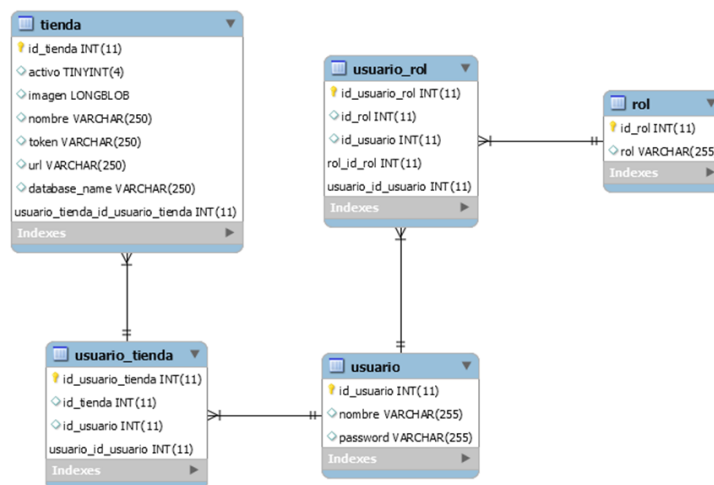 tienda
id_tienda INT(11)
activo TINYINT(4)
imagen LONGBLOB
nombre VARCHAR(250)
token VARCHAR(250)
url VARCHAR(250)
database_name VARCHAR(250)
usuario_tienda_id_usuario_tienda INT(11)
Indexes
usuario_rol
id_usuario_rol INT(11)
id_rol INT(11)
id_usuario INT(11)
rol_id_rol INT(11)
usuario_id_usuario INT(11)
Indexes
rol
id_rol INT(11)
rol VARCHAR(255
Indexes
usuario_tienda
id_usuario_tienda INT(11)
id_tienda INT(11)
id_usuario INT(11)
usuario_id_usuario INT(11)
Indexes
usuario
id_usuario INT(11)
nombre VARCHAR(255)
password VARCHAR(255)
Indexes